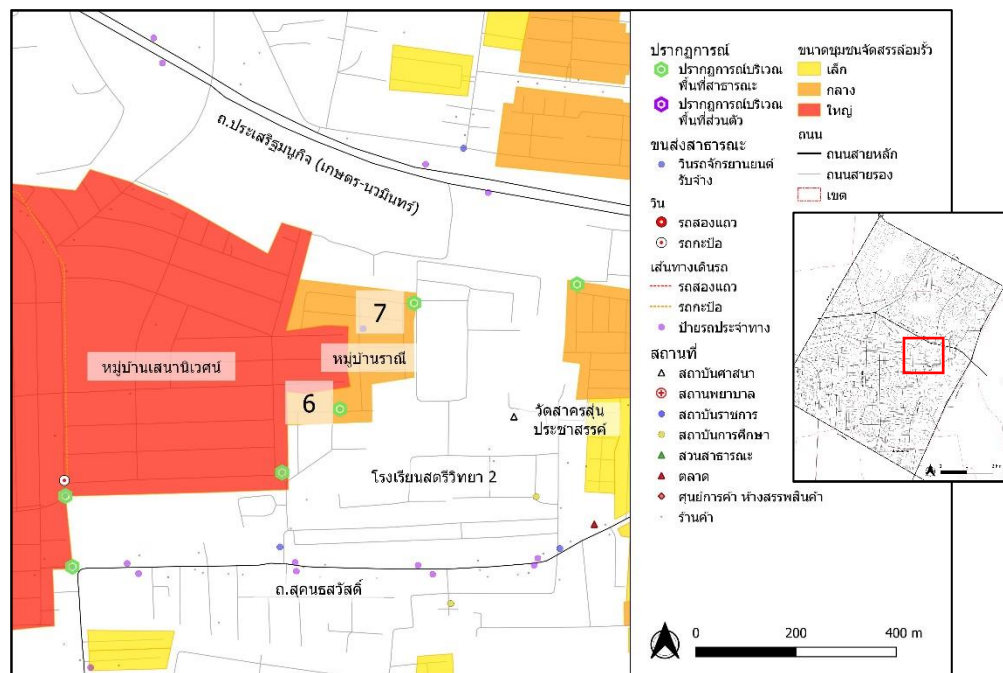 ถ.ประเสริฐมนูกิจ (เกษตร-นวมินทร์)
7
หมู่บ้านราณี
หมู่บ้านเสนานิเวศน์
6
วัดสาครสุ่น
ประชาสรรค์
โรงเรียนสตรีวิทยา 2
ถ.สุคนธสวัสดิ์
ปรากฏการณ์
ปรากฏการณ์บริเวณ
พื้นที่สาธารณะ
ปรากฏการณ์บริเวณ
พื้นที่ส่วนตัว
ขนส่งสาธารณะ
วินรถจักรยานยนต์
รับจ้าง
วิน
รถสองแถว
รถกะป๊อ
เส้นทางเดินรถ
รถสองแถว
รถกะป๊อ
ป้ายรถประจำทาง
สถานที่
สถาบันศาสนา
สถานพยาบาล
สถาบันราชการ
สถาบันการศึกษา
สวนสาธารณะ
ตลาด
ศูนย์การค้า ห้างสรรพสินค้า
ร้านค้า
ขนาดชุมชนจัดสรรล้อมรั้ว
เล็ก
กลาง
ใหญ่
ถนน
ถนนสายหลัก
ถนนสายรอง
เขต
0 200 400 m